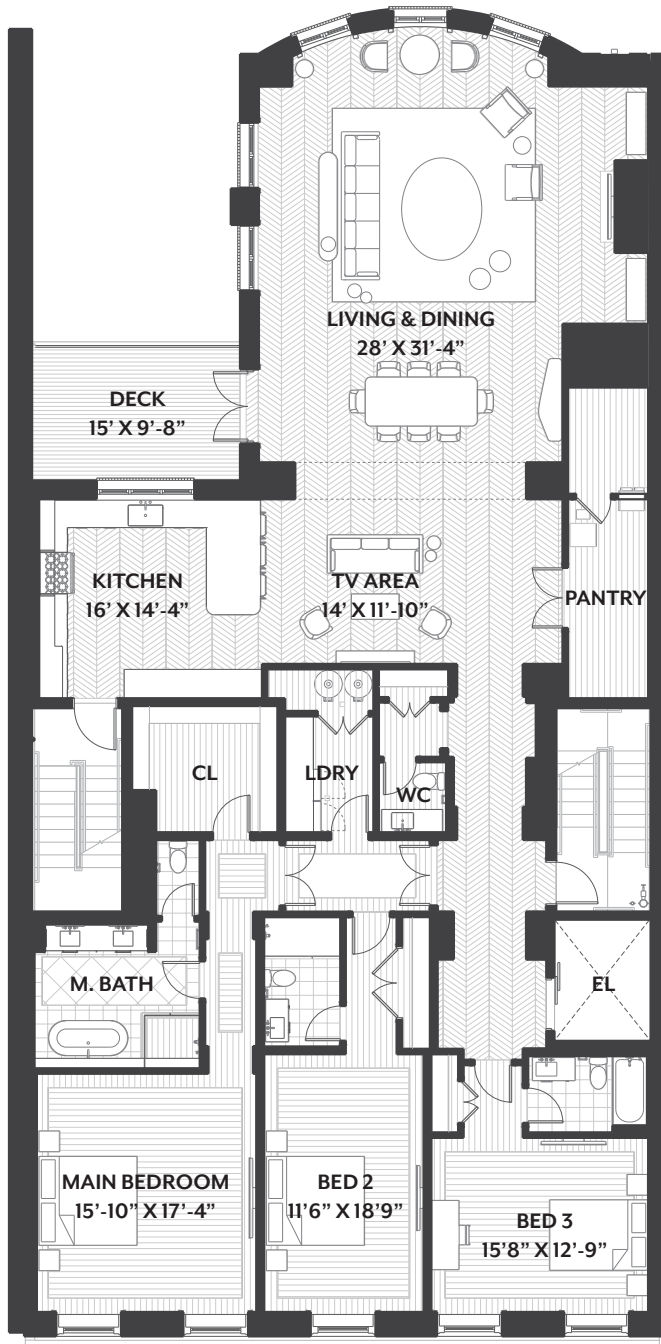 LIVING & DINING
28’ X 31’-4”
DECK
15’ X 9’-8”
KITCHEN
16’ X 14’-4”
TV AREA
14’ X 11’-10”
PANTRY
CL
LDRY
WC
M. BATH
EL
MAIN BEDROOM
15’-10” X 17’-4”
BED 2
11’6” X 18’9”
BED 3
15’8” X 12’-9”